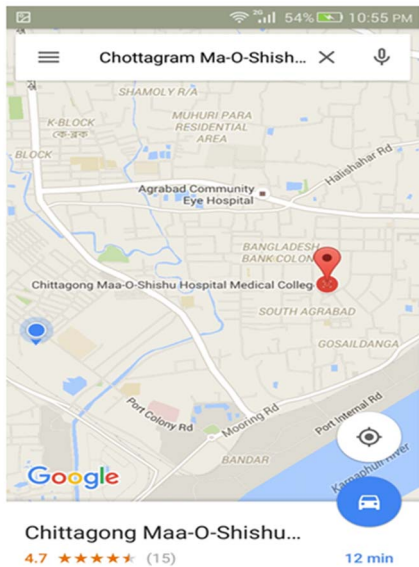 2G 54% 10:55 PM
Chottagram Ma-O-Shish...
SHAMOLY R/A
K-BLOCK
কে-ব্লক
MUHURI PARA
RESIDENTIAL
AREA
BLOCK
Halishahar Rd
Agrabad Community
Eye Hospital
BANGLADESH
BANK COLON
Chittagong Maa-O-Shishu Hospital Medical Colleg
SOUTH AGRABAD
GOSAILDANGA
Port Colony Rd
Mooring Rd
Port Internal Rd
BANDAR
Karnaphuli River
Google
Chittagong Maa-O-Shishu...
4.7 (15) 12 min